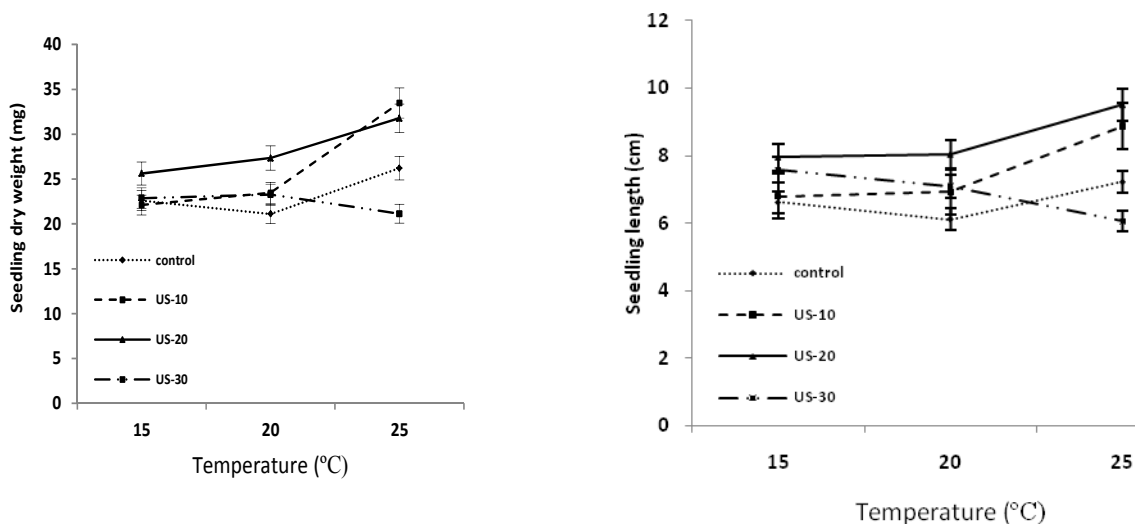 Seedling dry weight (mg)
40
35
30
25
20
15
10
5
0
control
US-10
US-20
US-30
15 20 25
Temperature (ºC)
Seedling length (cm)
12
10
8
6
4
2
0
control
US-10
US-20
US-30
15 20 25
Temperature (°C)